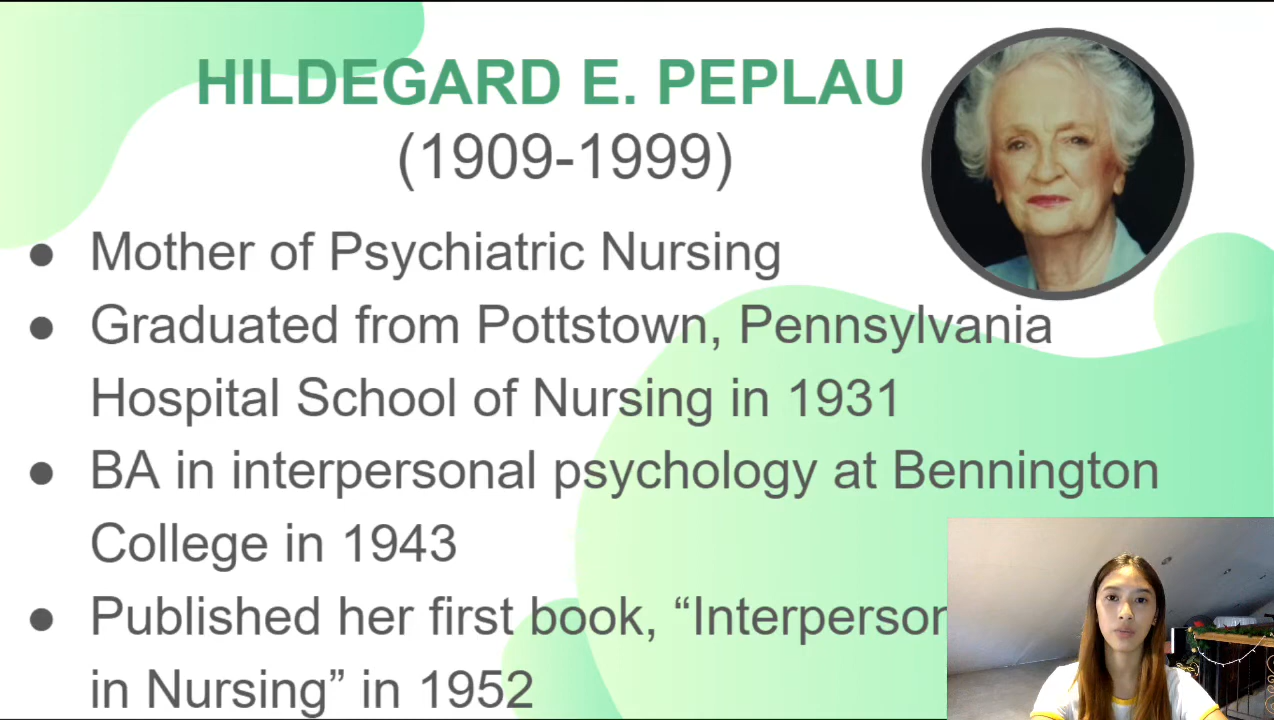 HILDEGARD E. PEPLAU
(1909-1999)
● Mother of Psychiatric Nursing
● Graduated from Pottstown, Pennsylvania
Hospital School of Nursing in 1931
● BA in interpersonal psychology at Bennington
College in 1943
● Published her first book, “Interperson
in Nursing” in 1952